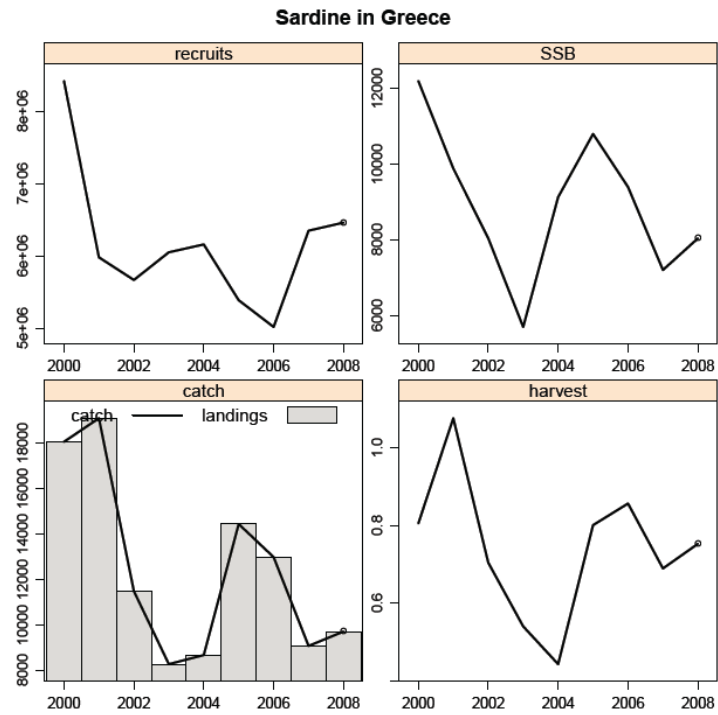 Sardine in Greece
recruits
8e+06
7e+06
6e+06
5e+06
2000 2002 2004 2006 2008
SSB
12000
10000
8000
6000
2000 2002 2004 2006 2008
catch
catch landings
18000
16000
14000
12000
10000
8000
2000 2002 2004 2006 2008
harvest
1.0
0.8
0.6
2000 2002 2004 2006 2008